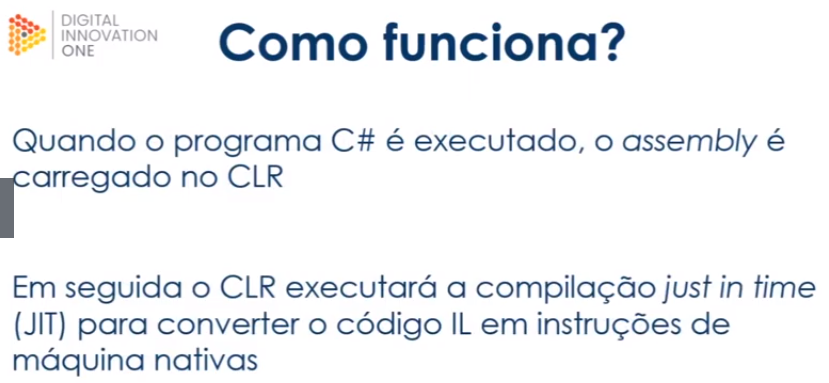 DIGITAL
INNOVATION
ONE
Como funciona?
Quando o programa C# é executado, o assembly é
carregado no CLR
Em seguida o CLR executará a compilação just in time
(JIT) para converter o código IL em instruções de
máquina nativas